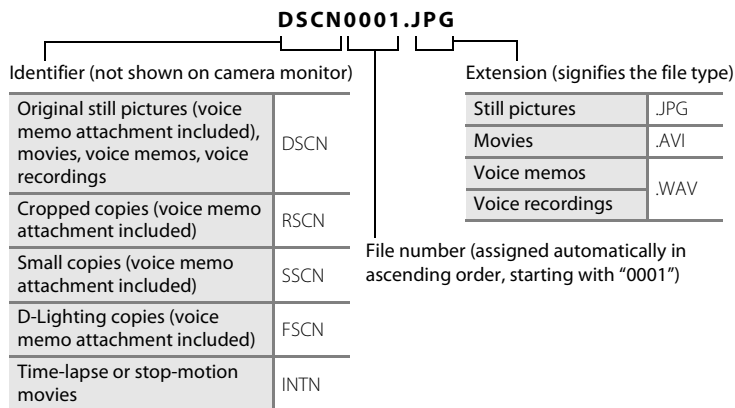 DSCN0001.JPG
Identifier (not shown on camera monitor)
Original still pictures (voice
memo attachment included),
movies, voice memos, voice
recordings
DSCN
Cropped copies (voice memo
attachment included)
RSCN
Small copies (voice memo
attachment included)
SSCN
D-Lighting copies (voice
memo attachment included)
FSCN
Time-lapse or stop-motion
movies
INTN
Extension (signifies the file type)
Still pictures .JPG
Movies .AVI
Voice memos
Voice recordings
.WAV
File number (assigned automatically in
ascending order, starting with “0001”)